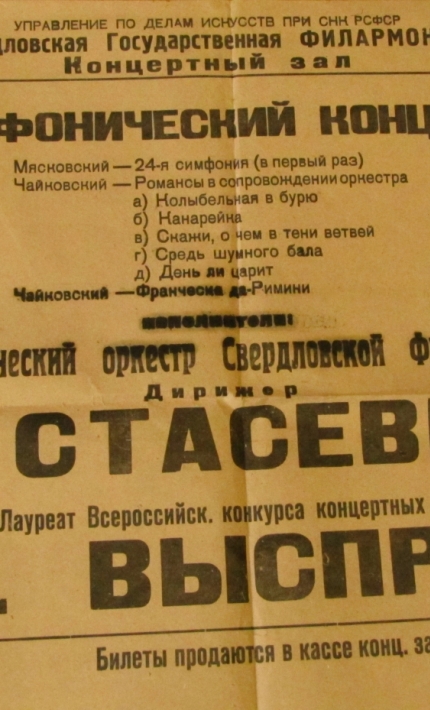 УПРАВЛЕНИЕ ПО ДЕЛАМ ИСКУССТВ ПРИ СНК РСФСР
дловская Государственная ФИЛАРМОН
Концертный зал
ФОНИЧЕСКИЙ КОНЦ
Мясковский — 24-я симфония (в первый раз)
Чайковский — Романсы в сопровождении оркестра
а) Колыбельная в бурю
б) Канарейка
в) Скажи, о чем в тени ветвей
г) Средь шумного бала
д) День ли царит
Чайковский — Франческа да-Римини
исполнители:
ческий оркестр Свердловской Ф
Дирижер
СТАСЕВ
Лауреат Всероссийск. конкурса концертных
. ВЫСПР
Билеты продаются в кассе конц. за